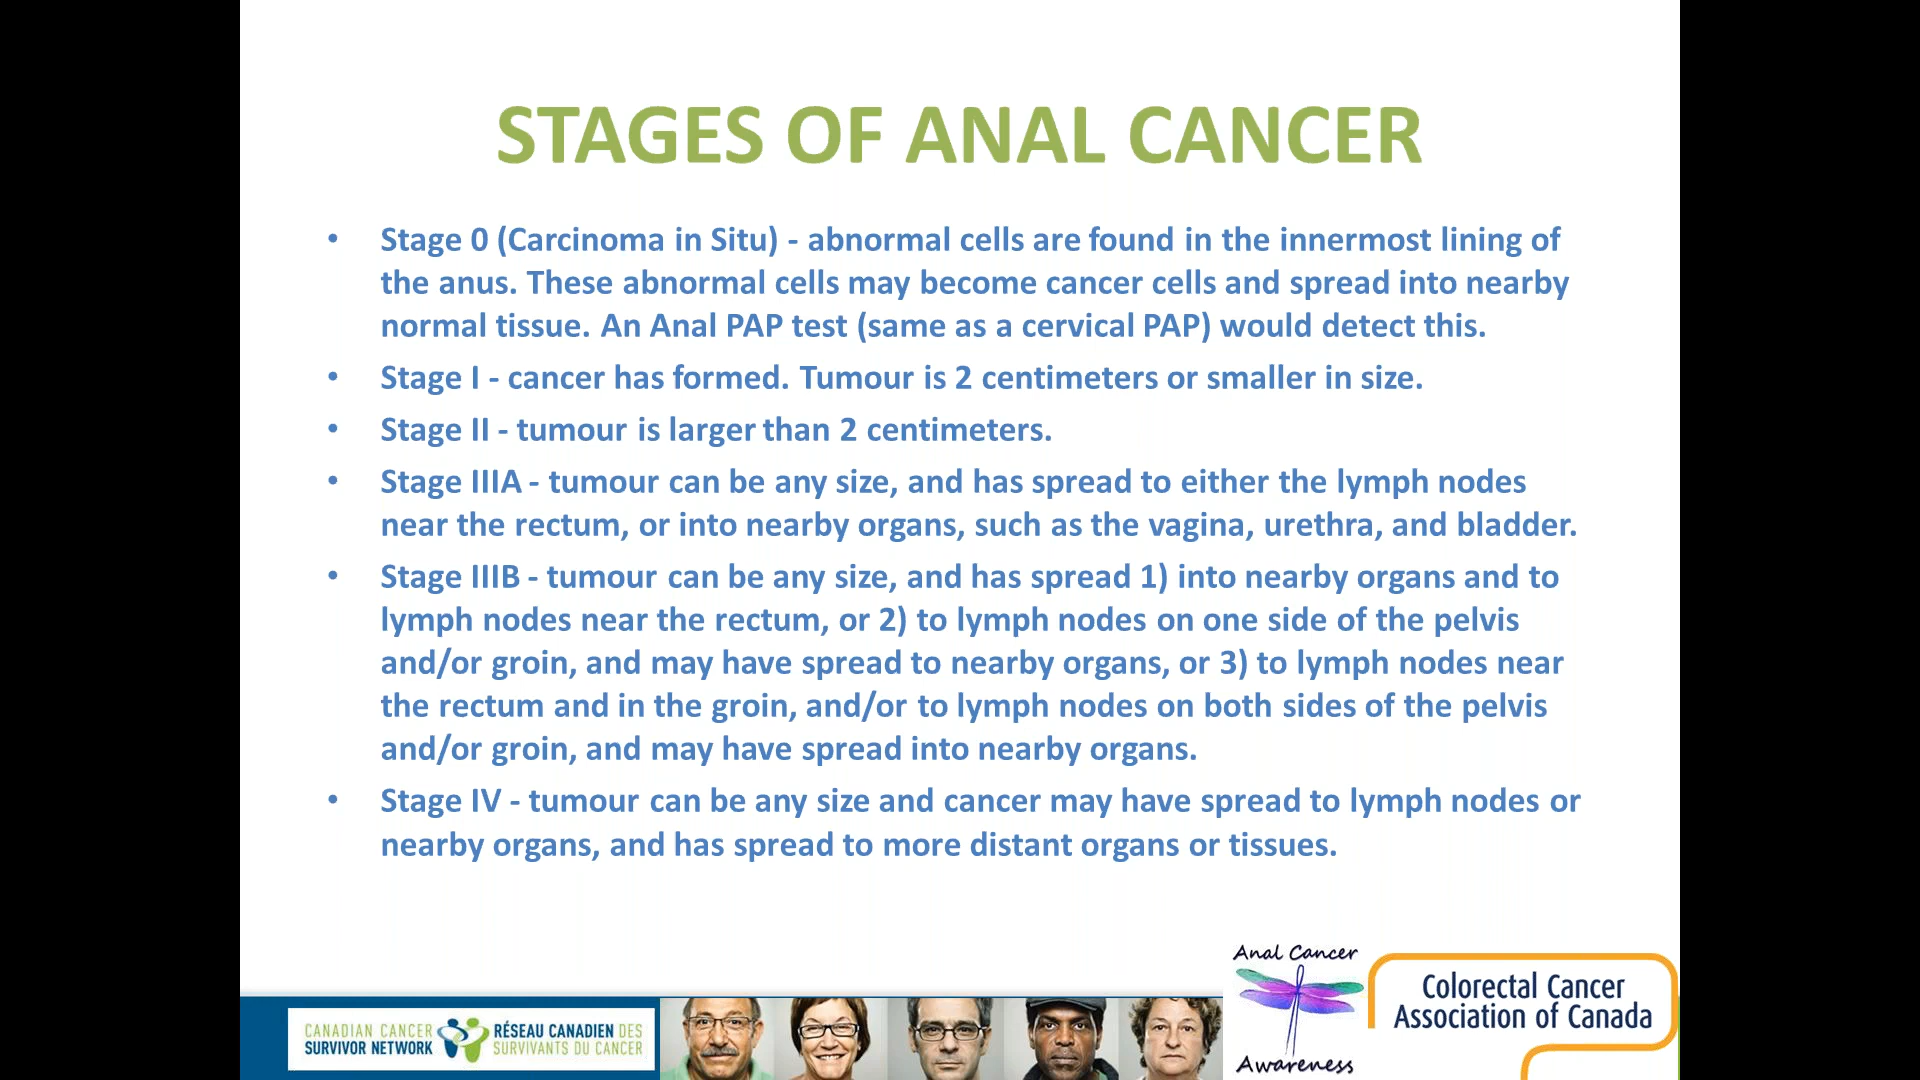 STAGES OF ANAL CANCER
• Stage 0 (Carcinoma in Situ) - abnormal cells are found in the innermost lining of
the anus. These abnormal cells may become cancer cells and spread into nearby
normal tissue. An Anal PAP test (same as a cervical PAP) would detect this.
• Stage I - cancer has formed. Tumour is 2 centimeters or smaller in size.
• Stage II - tumour is larger than 2 centimeters.
• Stage IIIA - tumour can be any size, and has spread to either the lymph nodes
near the rectum, or into nearby organs, such as the vagina, urethra, and bladder.
• Stage IIIB - tumour can be any size, and has spread 1) into nearby organs and to
lymph nodes near the rectum, or 2) to lymph nodes on one side of the pelvis
and/or groin, and may have spread to nearby organs, or 3) to lymph nodes near
the rectum and in the groin, and/or to lymph nodes on both sides of the pelvis
and/or groin, and may have spread into nearby organs.
• Stage IV - tumour can be any size and cancer may have spread to lymph nodes or
nearby organs, and has spread to more distant organs or tissues.
CANADIAN CANCER
SURVIVOR NETWORK
RÉSEAU CANADIEN DES
SURVIVANTS DU CANCER
Anal Cancer
Awareness
Colorectal Cancer
Association of Canada